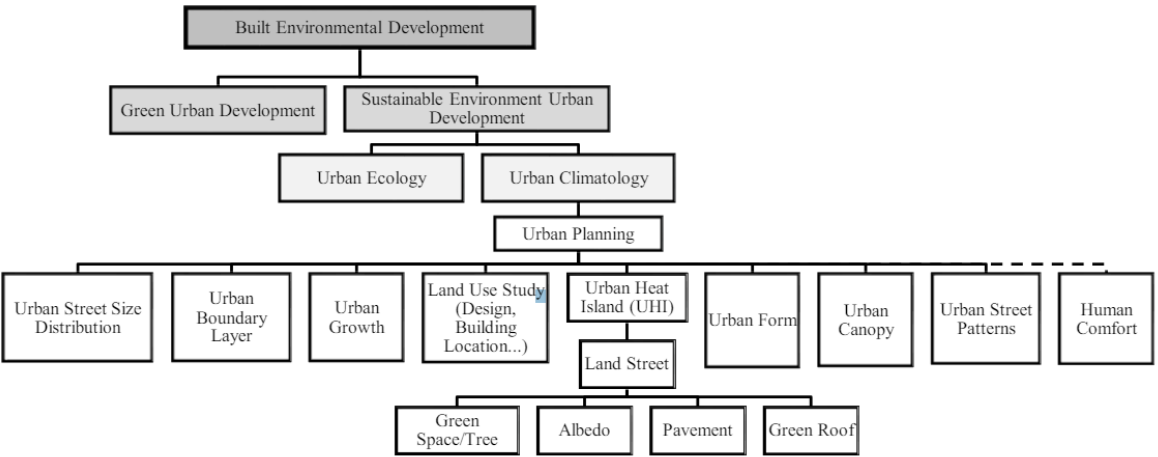 Built Environmental Development
Green Urban Development
Sustainable Environment Urban
Development
Urban Ecology
Urban Climatology
Urban Planning
Urban Street Size
Distribution
Urban
Boundary
Layer
Urban
Growth
Land Use Study
(Design,
Building
Location...)
Urban Heat
Island (UHI)
Urban Form
Urban
Canopy
Urban Street
Patterns
Human
Comfort
Land Street
Green
Space/Tree
Albedo
Pavement
Green Roof